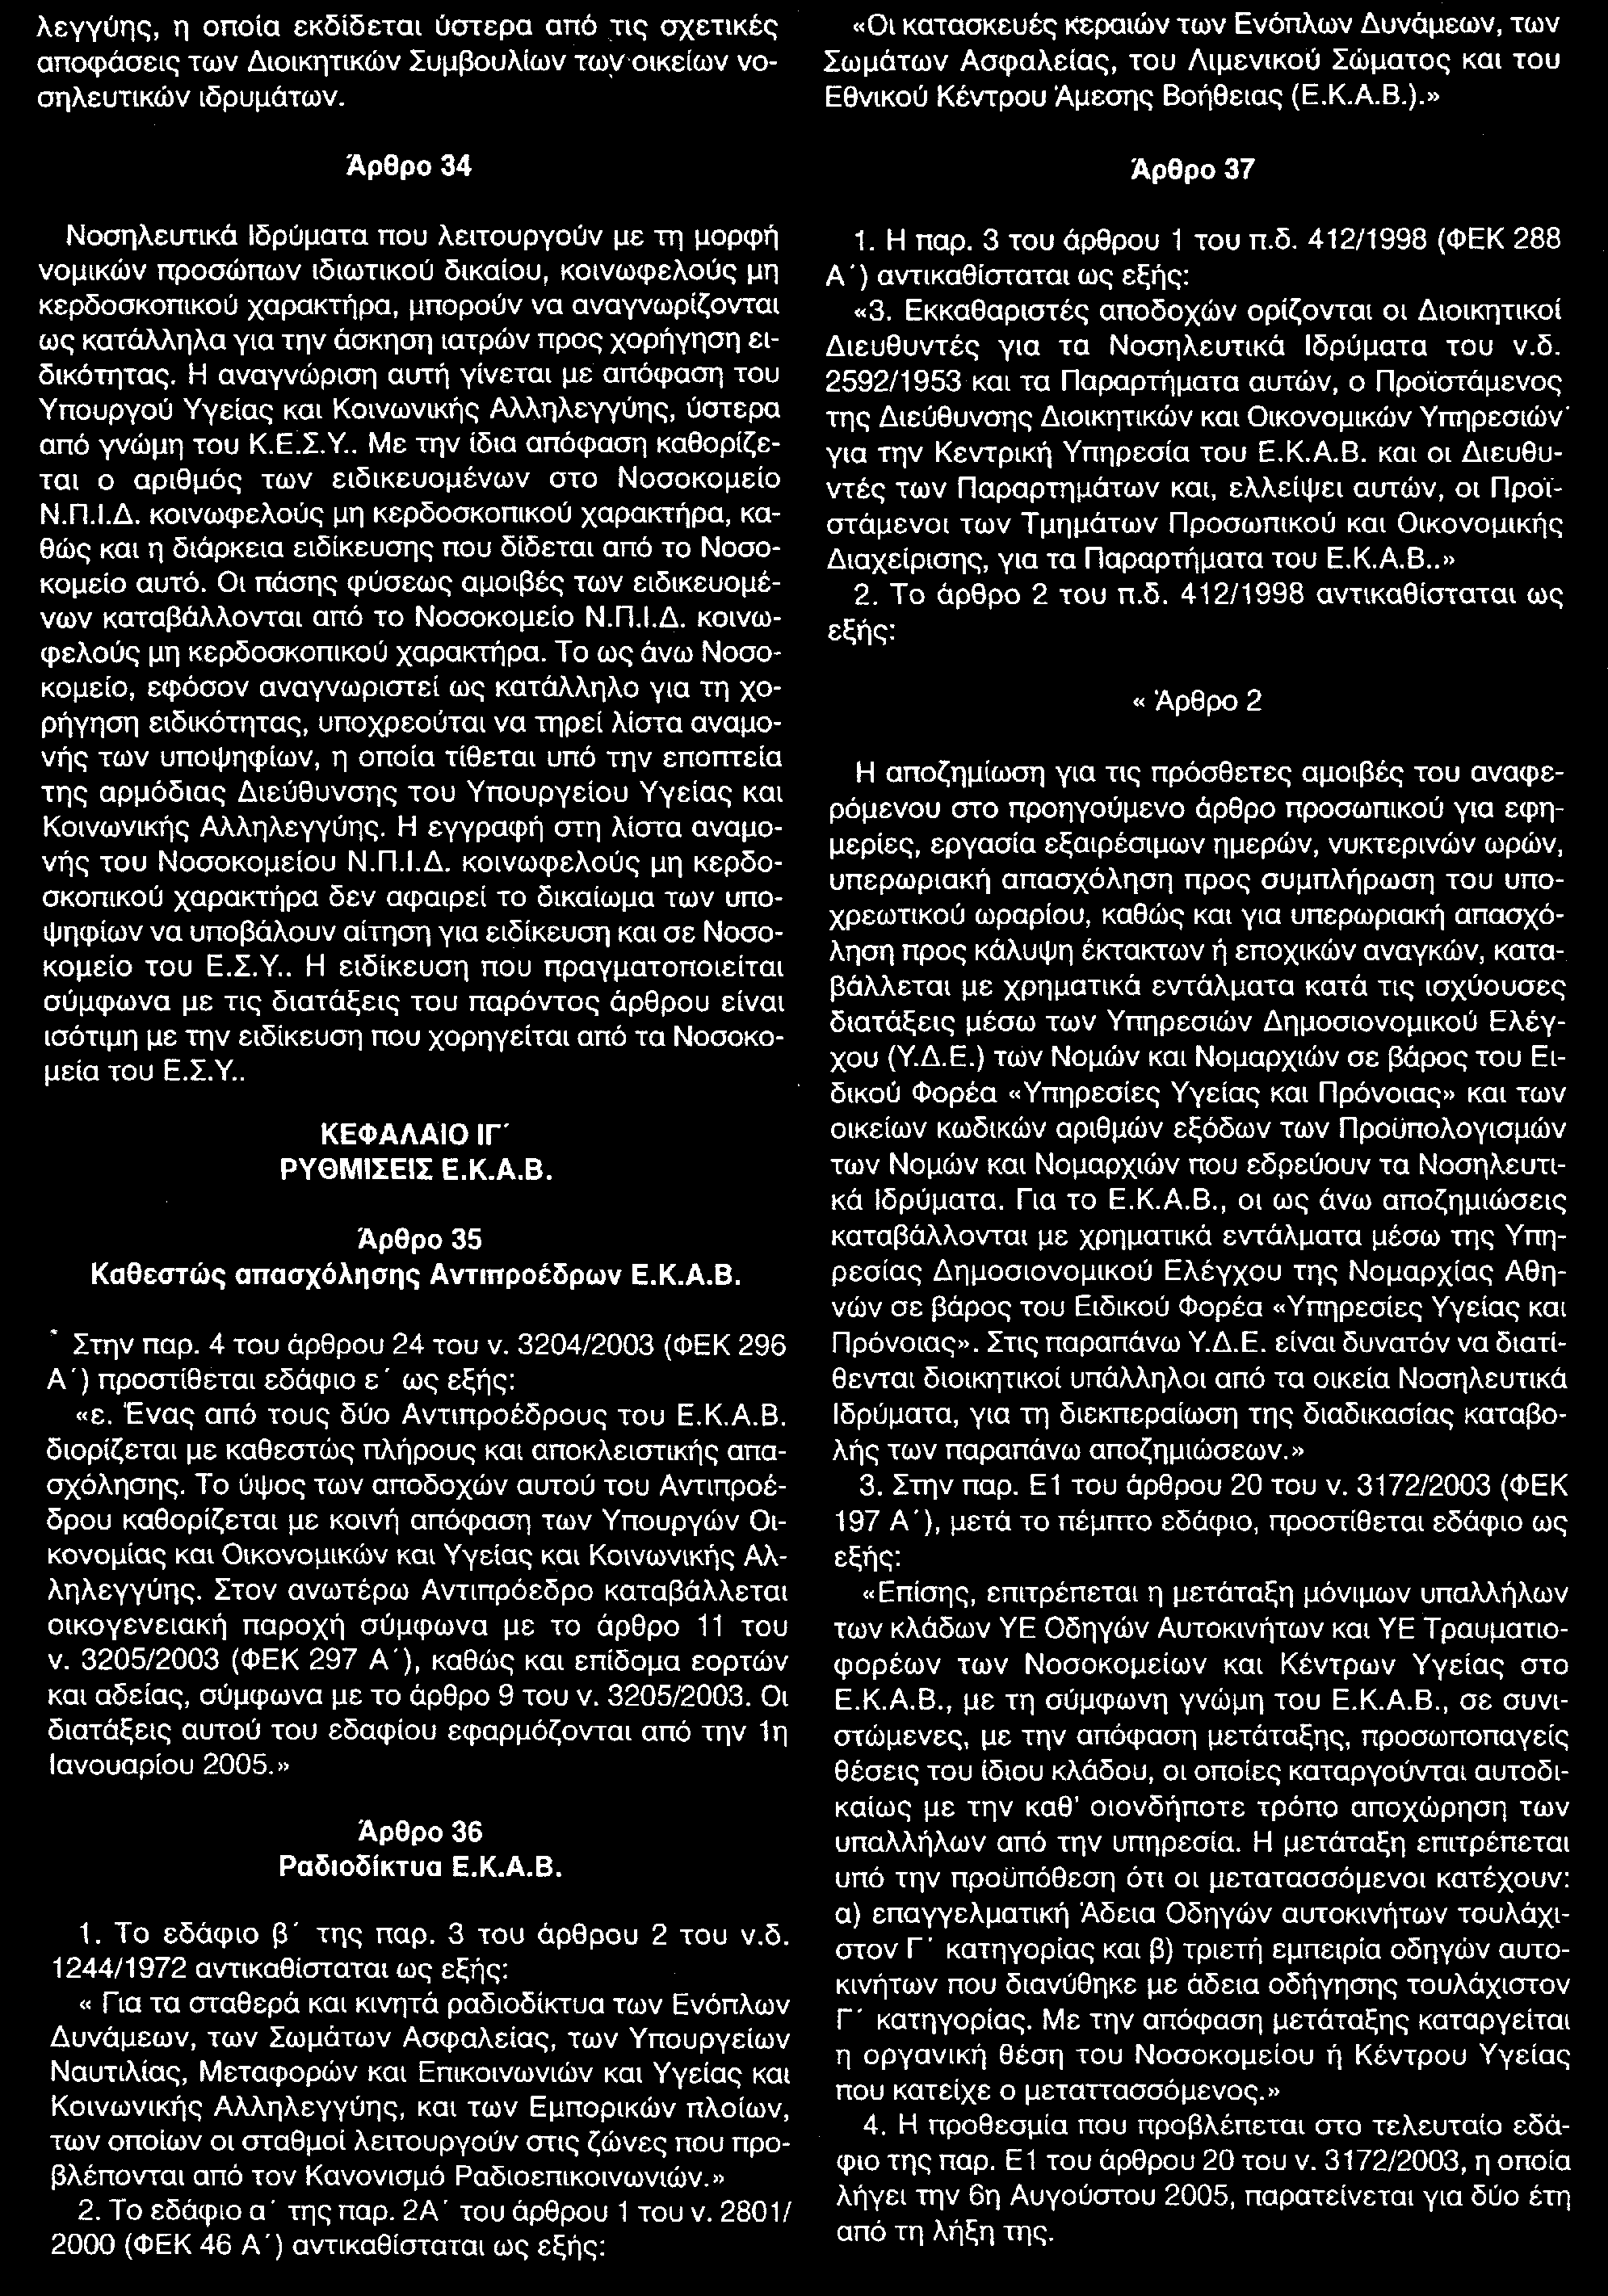 λεγγύης, η οποία εκδίδεται ύστερα από τις σχετικές
αποφάσεις των Διοικητικών Συμβουλίων των οικείων νο-
σηλευτικών ιδρυμάτων.
Άρθρο 34
Νοσηλευτικά Ιδρύματα που λειτουργούν με τη μορφή
νομικών προσώπων ιδιωτικού δικαίου, κοινωφελούς μη
κερδοσκοπικού χαρακτήρα, μπορούν να αναγνωρίζονται
ως κατάλληλα για την άσκηση ιατρών προς χορήγηση ει-
δικότητας. Η αναγνώριση αυτή γίνεται με απόφαση του
Υπουργού Υγείας και Κοινωνικής Αλληλεγγύης, ύστερα
από γνώμη του Κ.Ε.Σ.Υ.. Με την ίδια απόφαση καθορίζε-
ται ο αριθμός των ειδικευομένων στο Νοσοκομείο
Ν.Π.Ι.Δ. κοινωφελούς μη κερδοσκοπικού χαρακτήρα, κα-
θώς και η διάρκεια ειδίκευσης που δίδεται από το Νοσο-
κομείο αυτό. Οι πάσης φύσεως αμοιβές των ειδικευομέ-
νων καταβάλλονται από το Νοσοκομείο Ν.Π.Ι.Δ. κοινω-
φελούς μη κερδοσκοπικού χαρακτήρα. Το ως άνω Νοσο-
κομείο, εφόσον αναγνωριστεί ως κατάλληλο για τη χο-
ρήγηση ειδικότητας, υποχρεούται να τηρεί λίστα αναμο-
νής των υποψηφίων, η οποία τίθεται υπό την εποπτεία
της αρμόδιας Διεύθυνσης του Υπουργείου Υγείας και
Κοινωνικής Αλληλεγγύης. Η εγγραφή στη λίστα αναμο-
νής του Νοσοκομείου Ν.Π.Ι.Δ. κοινωφελούς μη κερδο-
σκοπικού χαρακτήρα δεν αφαιρεί το δικαίωμα των υπο-
ψηφίων να υποβάλουν αίτηση για ειδίκευση και σε Νοσο-
κομείο του Ε.Σ.Υ.. Η ειδίκευση που πραγματοποιείται
σύμφωνα με τις διατάξεις του παρόντος άρθρου είναι
ισότιμη με την ειδίκευση που χορηγείται από τα Νοσοκο-
μεία του Ε.Σ.Υ..
ΚΕΦΑΛΑΙΟ ΙΓ΄
ΡΥΘΜΙΣΕΙΣ Ε.Κ.Α.Β.
Άρθρο 35
Καθεστώς απασχόλησης Αντιπροέδρων Ε.Κ.Α.Β.
Στην παρ. 4 του άρθρου 24 του ν. 3204/2003 (ΦΕΚ 296
Α΄) προστίθεται εδάφιο ε΄ ως εξής:
«ε. Ένας από τους δύο Αντιπροέδρους του Ε.Κ.Α.Β.
διορίζεται με καθεστώς πλήρους και αποκλειστικής απα-
σχόλησης. Το ύψος των αποδοχών αυτού του Αντιπροέ-
δρου καθορίζεται με κοινή απόφαση των Υπουργών Οι-
κονομίας και Οικονομικών και Υγείας και Κοινωνικής Αλ-
ληλεγγύης. Στον ανωτέρω Αντιπρόεδρο καταβάλλεται
οικογενειακή παροχή σύμφωνα με το άρθρο 11 του
ν. 3205/2003 (ΦΕΚ 297 Α΄), καθώς και επίδομα εορτών
και αδείας, σύμφωνα με το άρθρο 9 του ν. 3205/2003. Οι
διατάξεις αυτού του εδαφίου εφαρμόζονται από την 1η
Ιανουαρίου 2005.»
Άρθρο 36
Ραδιοδίκτυα Ε.Κ.Α.Β.
1. Το εδάφιο β΄ της παρ. 3 του άρθρου 2 του ν.δ.
1244/1972 αντικαθίσταται ως εξής:
« Για τα σταθερά και κινητά ραδιοδίκτυα των Ενόπλων
Δυνάμεων, των Σωμάτων Ασφαλείας, των Υπουργείων
Ναυτιλίας, Μεταφορών και Επικοινωνιών και Υγείας και
Κοινωνικής Αλληλεγγύης, και των Εμπορικών πλοίων,
των οποίων οι σταθμοί λειτουργούν στις ζώνες που προ-
βλέπονται από τον Κανονισμό Ραδιοεπικοινωνιών.»
2. Το εδάφιο α΄ της παρ. 2Α΄ του άρθρου 1 του ν. 2801/
2000 (ΦΕΚ 46 Α΄) αντικαθίσταται ως εξής:
«Οι κατασκευές κεραιών των Ενόπλων Δυνάμεων, των
Σωμάτων Ασφαλείας, του Λιμενικού Σώματος και του
Εθνικού Κέντρου Άμεσης Βοήθειας (Ε.Κ.Α.Β.).»
Άρθρο 37
1. Η παρ. 3 του άρθρου 1 του π.δ. 412/1998 (ΦΕΚ 288
Α΄) αντικαθίσταται ως εξής:
«3. Εκκαθαριστές αποδοχών ορίζονται οι Διοικητικοί
Διευθυντές για τα Νοσηλευτικά Ιδρύματα του ν.δ.
2592/1953 και τα Παραρτήματα αυτών, ο Προϊστάμενος
της Διεύθυνσης Διοικητικών και Οικονομικών Υπηρεσιών
για την Κεντρική Υπηρεσία του Ε.Κ.Α.Β. και οι Διευθυ-
ντές των Παραρτημάτων και, ελλείψει αυτών, οι Προϊ-
στάμενοι των Τμημάτων Προσωπικού και Οικονομικής
Διαχείρισης, για τα Παραρτήματα του Ε.Κ.Α.Β..»
2. Το άρθρο 2 του π.δ. 412/1998 αντικαθίσταται ως
εξής:
« Άρθρο 2
Η αποζημίωση για τις πρόσθετες αμοιβές του αναφε-
ρόμενου στο προηγούμενο άρθρο προσωπικού για εφη-
μερίες, εργασία εξαιρέσιμων ημερών, νυκτερινών ωρών,
υπερωριακή απασχόληση προς συμπλήρωση του υπο-
χρεωτικού ωραρίου, καθώς και για υπερωριακή απασχό-
ληση προς κάλυψη έκτακτων ή εποχικών αναγκών, κατα-
βάλλεται με χρηματικά εντάλματα κατά τις ισχύουσες
διατάξεις μέσω των Υπηρεσιών Δημοσιονομικού Ελέγ-
χου (Υ.Δ.Ε.) των Νομών και Νομαρχιών σε βάρος του Ει-
δικού Φορέα «Υπηρεσίες Υγείας και Πρόνοιας» και των
οικείων κωδικών αριθμών εξόδων των Προϋπολογισμών
των Νομών και Νομαρχιών που εδρεύουν τα Νοσηλευτι-
κά Ιδρύματα. Για το Ε.Κ.Α.Β., οι ως άνω αποζημιώσεις
καταβάλλονται με χρηματικά εντάλματα μέσω της Υπη-
ρεσίας Δημοσιονομικού Ελέγχου της Νομαρχίας Αθη-
νών σε βάρος του Ειδικού Φορέα «Υπηρεσίες Υγείας και
Πρόνοιας». Στις παραπάνω Υ.Δ.Ε. είναι δυνατόν να διατί-
θενται διοικητικοί υπάλληλοι από τα οικεία Νοσηλευτικά
Ιδρύματα, για τη διεκπεραίωση της διαδικασίας καταβο-
λής των παραπάνω αποζημιώσεων.»
3. Στην παρ. Ε1 του άρθρου 20 του ν. 3172/2003 (ΦΕΚ
197 Α΄), μετά το πέμπτο εδάφιο, προστίθεται εδάφιο ως
εξής:
«Επίσης, επιτρέπεται η μετάταξη μόνιμων υπαλλήλων
των κλάδων ΥΕ Οδηγών Αυτοκινήτων και ΥΕ Τραυματιο-
φορέων των Νοσοκομείων και Κέντρων Υγείας στο
Ε.Κ.Α.Β., με τη σύμφωνη γνώμη του Ε.Κ.Α.Β., σε συνι-
στώμενες, με την απόφαση μετάταξης, προσωποπαγείς
θέσεις του ίδιου κλάδου, οι οποίες καταργούνται αυτοδι-
καίως με την καθ' οιονδήποτε τρόπο αποχώρηση των
υπαλλήλων από την υπηρεσία. Η μετάταξη επιτρέπεται
υπό την προϋπόθεση ότι οι μετατασσόμενοι κατέχουν:
α) επαγγελματική Άδεια Οδηγών αυτοκινήτων τουλάχι-
στον Γ΄ κατηγορίας και β) τριετή εμπειρία οδηγών αυτο-
κινήτων που διανύθηκε με άδεια οδήγησης τουλάχιστον
Γ΄ κατηγορίας. Με την απόφαση μετάταξης καταργείται
η οργανική θέση του Νοσοκομείου ή Κέντρου Υγείας
που κατείχε ο μεταττασσόμενος.»
4. Η προθεσμία που προβλέπεται στο τελευταίο εδά-
φιο της παρ. Ε1 του άρθρου 20 του ν. 3172/2003, η οποία
λήγει την 6η Αυγούστου 2005, παρατείνεται για δύο έτη
από τη λήξη της.